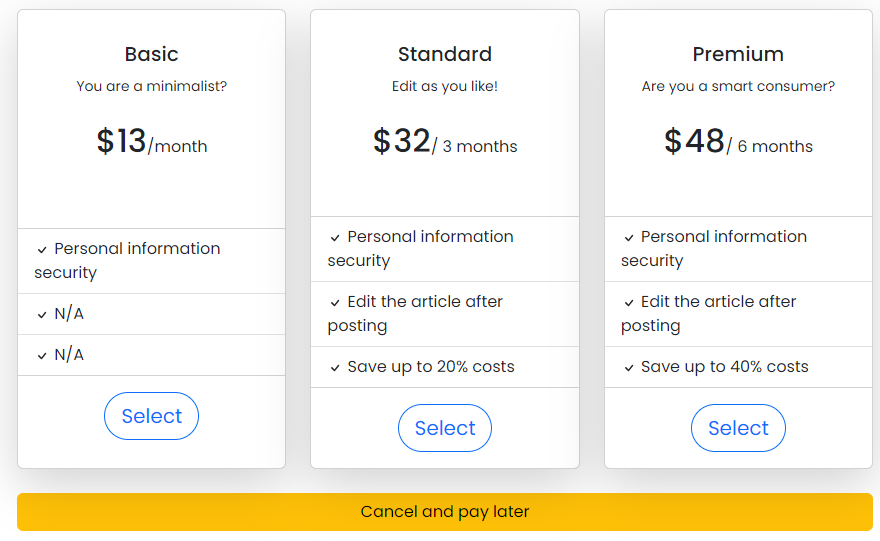 Basic
You are a minimalist?
$13/month
Personal information
security
N/A
N/A
Select
Standard
Edit as you like!
$32/ 3 months
Personal information
security
Edit the article after
posting
Save up to 20% costs
Select
Premium
Are you a smart consumer?
$48/ 6 months
Personal information
security
Edit the article after
posting
Save up to 40% costs
Select
Cancel and pay later